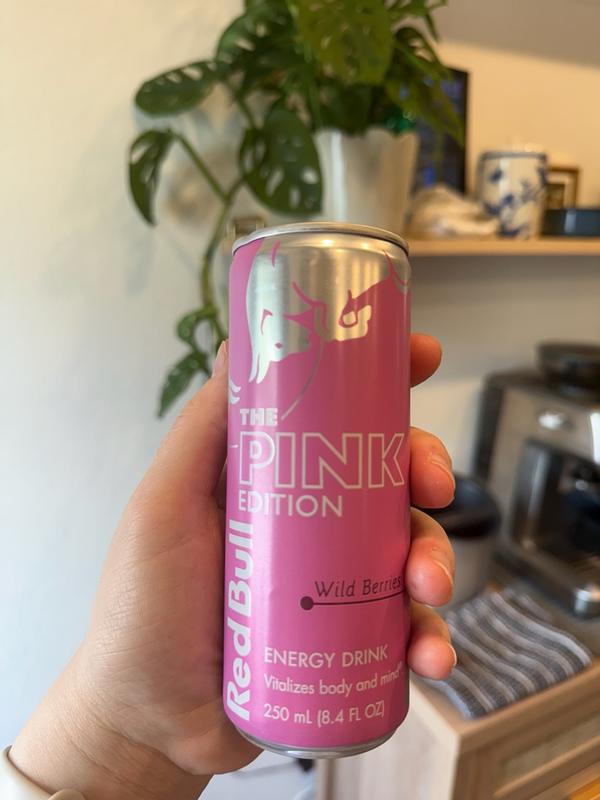 THE
PINK
EDITION
Red Bull
Wild Berries
ENERGY DRINK
Vitalizes body and mind®
250 mL (8.4 FL OZ)